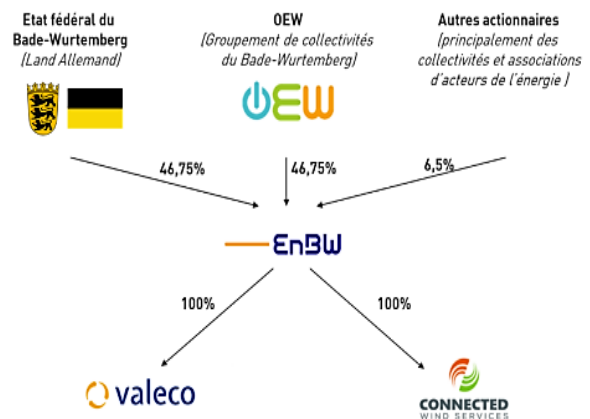 Etat fédéral du
Bade-Wurtemberg
(Land Allemand)
OEW
(Groupement de collectivités
du Bade-Wurtemberg)
Autres actionnaires
(principalement des
collectivités et associations
d'acteurs de l'énergie )
OEW
46,75%
46,75%
6,5%
EnBW
100%
100%
valeco
CONNECTED
WIND SERVICES